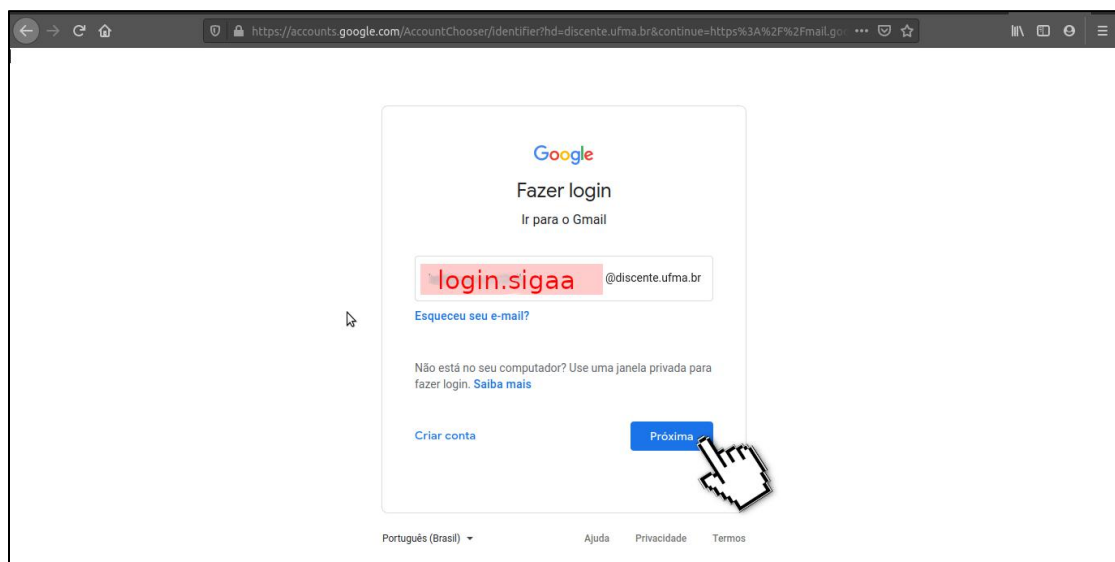 https://accounts.google.com/AccountChooser/identifier?hd=discente.ufma.br&continue=https%3A%2F%2Fmail.goo
Google
Fazer login
Ir para o Gmail
login.sigaa @discente.ufma.br
Esqueceu seu e-mail?
Não está no seu computador? Use uma janela privada para
fazer login. Saiba mais
Criar conta Próxima
Português (Brasil) Ajuda Privacidade Termos